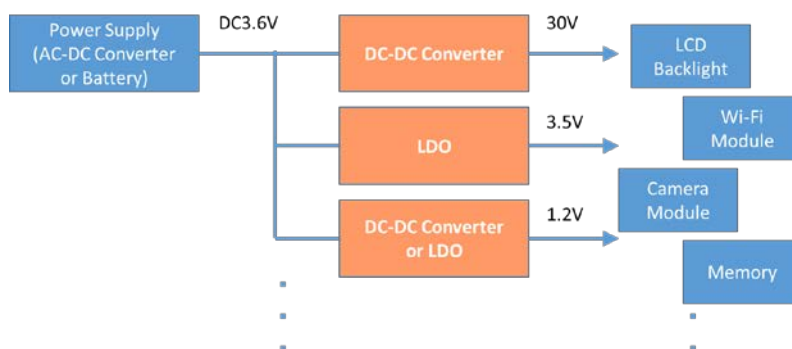 Power Supply
(AC-DC Converter
or Battery)
DC3.6V
DC-DC Converter
30V
LCD
Backlight
LDO
3.5V
Wi-Fi
Module
DC-DC Converter
or LDO
1.2V
Camera
Module
Memory